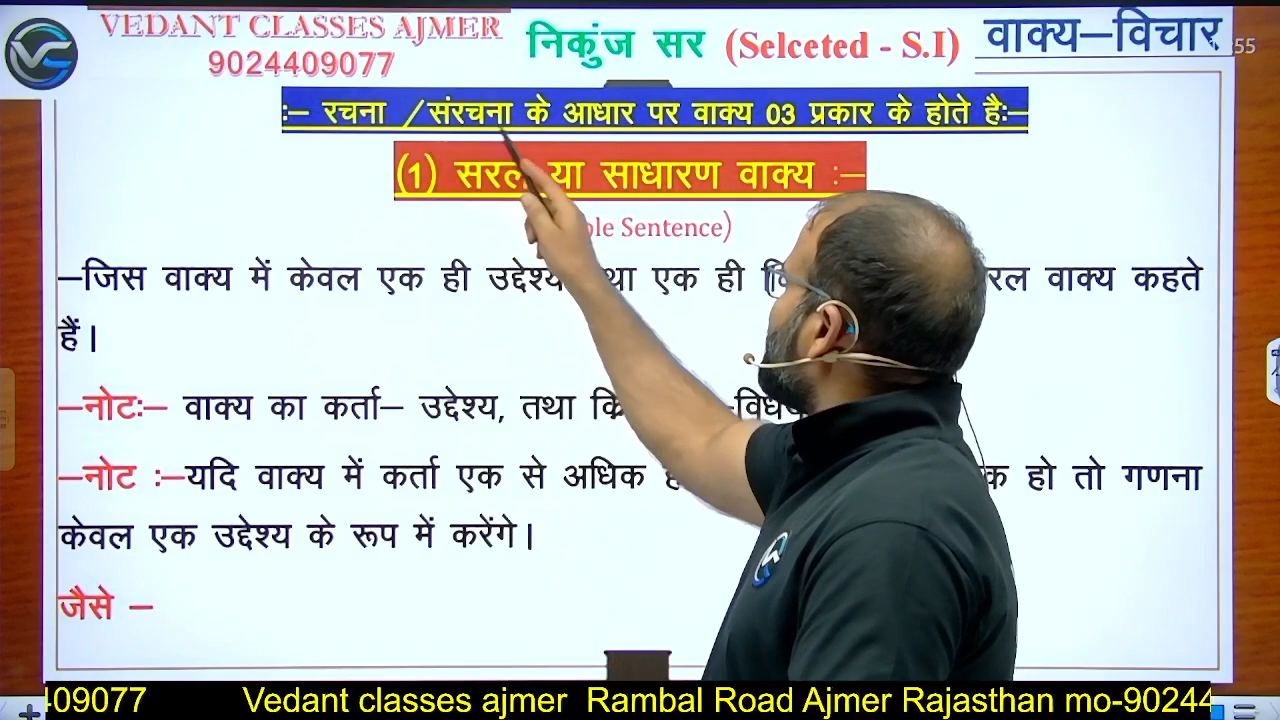 VEDANT CLASSES AJMER
9024409077
निकुंज सर (Selceted - S.I)
वाक्य–विचार
:55
:– रचना /संरचना के आधार पर वाक्य 03 प्रकार के होते हैः–
(1) सरल या साधारण वाक्य :–
Sentence)
–जिस वाक्य में केवल एक ही उद्देश्य एक ही वाक्य कहते
हैं।
–नोटः– वाक्य का कर्ता– उद्देश्य, तथा
–नोट :–यदि वाक्य में कर्ता एक से अधिक हो तो गणना
केवल एक उद्देश्य के रूप में करेंगे।
जैसे –
409077 Vedant classes ajmer Rambal Road Ajmer Rajasthan mo-90244